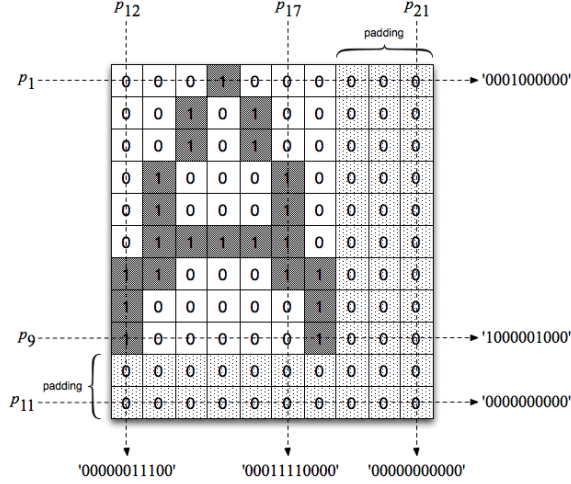 p12 p17 p21
padding
p1 0 0 0 1 0 0 0 0 0 0 '0001000000'
0 0 1 0 1 0 0 0 0 0
0 0 1 0 1 0 0 0 0 0
0 1 0 0 0 1 0 0 0 0
0 1 0 0 0 1 0 0 0 0
0 1 1 1 1 1 0 0 0 0
1 1 0 0 0 1 1 0 0 0
1 0 0 0 0 0 1 0 0 0
p9 1 0 0 0 0 0 1 0 0 0 '1000001000'
0 0 0 0 0 0 0 0 0 0
padding
p11 0 0 0 0 0 0 0 0 0 0 '0000000000'
'00000011100' '00011110000' '00000000000'